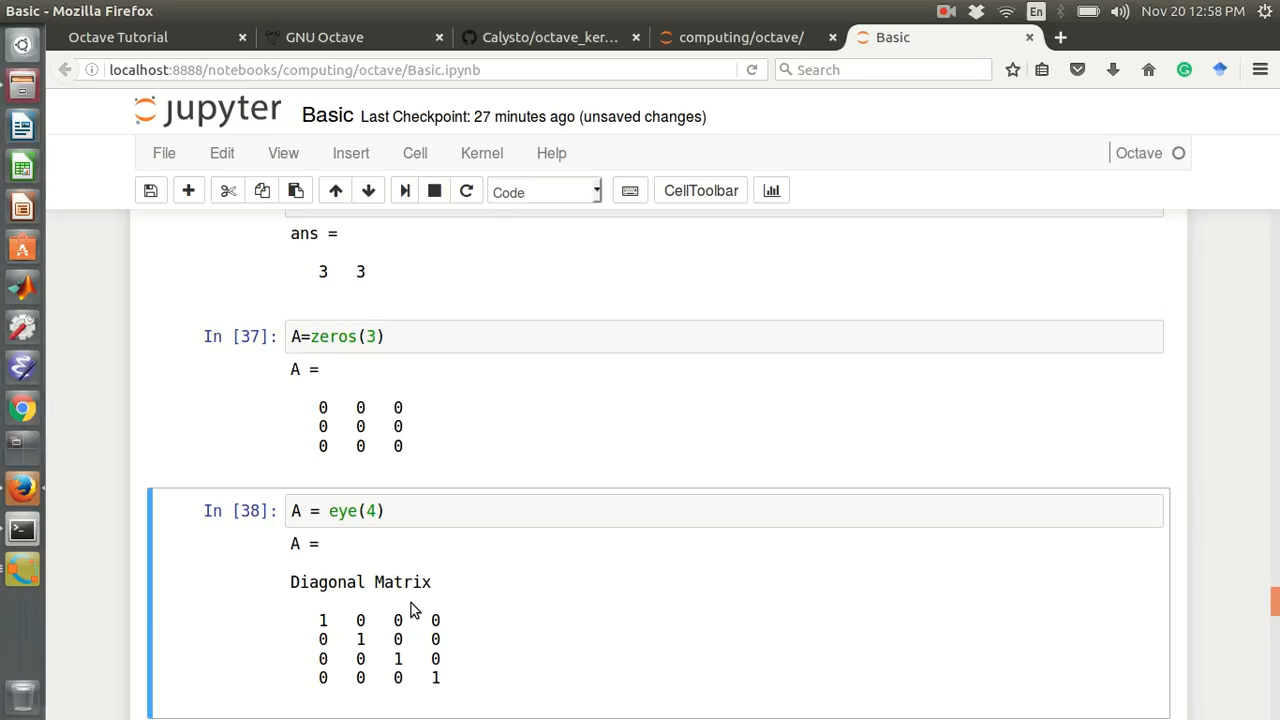 Basic - Mozilla Firefox
En
Nov 20 12:58 PM
Octave Tutorial
GNU Octave
Calysto/octave_ker...
computing/octave/
Basic
localhost:8888/notebooks/computing/octave/Basic.ipynb
Search
jupyter
Basic Last Checkpoint: 27 minutes ago (unsaved changes)
File Edit View Insert Cell Kernel Help
Octave
Code
CellToolbar
ans =
3 3
In [37]: A=zeros(3)
A =
0 0 0
0 0 0
0 0 0
In [38]: A = eye(4)
A =
Diagonal Matrix
1 0 0 0
0 1 0 0
0 0 1 0
0 0 0 1